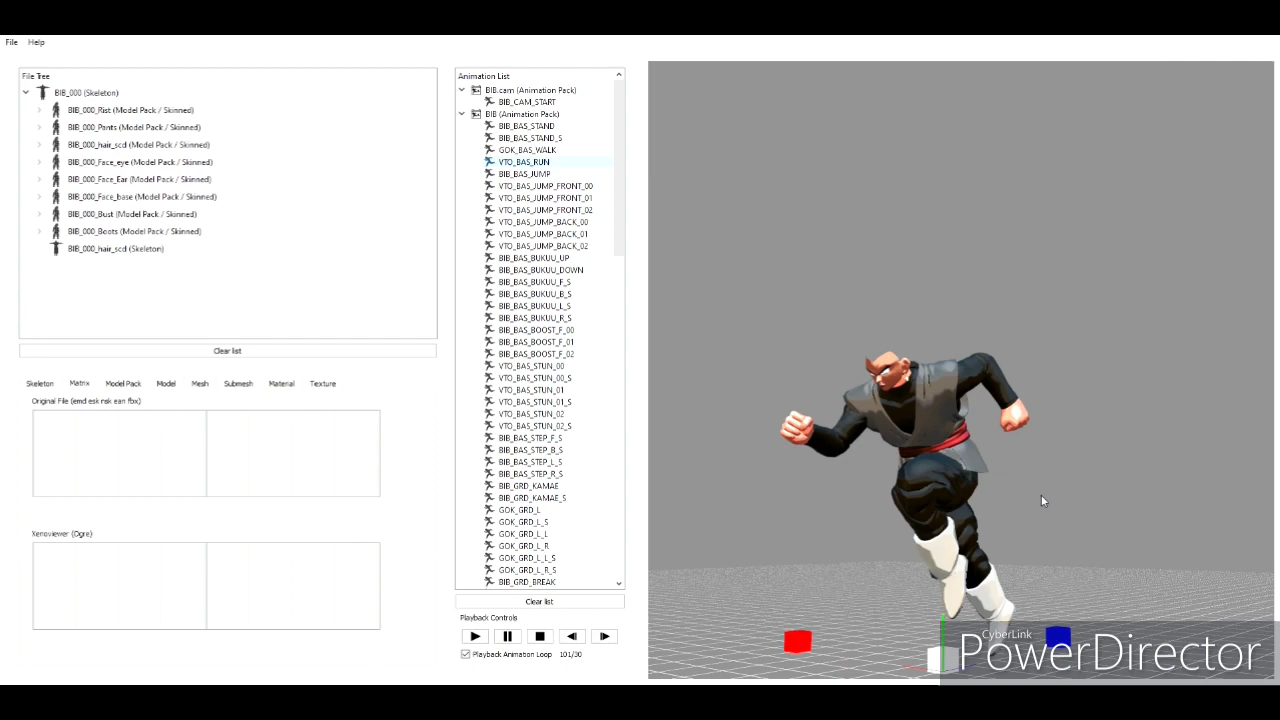 File Help
File Tree
BIB_000 (Skeleton)
BIB_000_Rist (Model Pack / Skinned)
BIB_000_Pants (Model Pack / Skinned)
BIB_000_hair_scd (Model Pack / Skinned)
BIB_000_Face_eye (Model Pack / Skinned)
BIB_000_Face_Ear (Model Pack / Skinned)
BIB_000_Face_base (Model Pack / Skinned)
BIB_000_Bust (Model Pack / Skinned)
BIB_000_Boots (Model Pack / Skinned)
BIB_000_hair_scd (Skeleton)
Clear list
Skeleton Matrix Model Pack Model Mesh Submesh Material Texture
Original File (emd esk nsk ean fbx)
Xenoviewer (Ogre)
Animation List
BIB.cam (Animation Pack)
BIB_CAM_START
BIB (Animation Pack)
BIB_BAS_STAND
BIB_BAS_STAND_S
GOK_BAS_WALK
VTO_BAS_RUN
BIB_BAS_JUMP
VTO_BAS_JUMP_FRONT_00
VTO_BAS_JUMP_FRONT_01
VTO_BAS_JUMP_FRONT_02
VTO_BAS_JUMP_BACK_00
VTO_BAS_JUMP_BACK_01
VTO_BAS_JUMP_BACK_02
BIB_BAS_BUKUU_UP
BIB_BAS_BUKUU_DOWN
BIB_BAS_BUKUU_F_S
BIB_BAS_BUKUU_B_S
BIB_BAS_BUKUU_L_S
BIB_BAS_BUKUU_R_S
BIB_BAS_BOOST_F_00
BIB_BAS_BOOST_F_01
BIB_BAS_BOOST_F_02
VTO_BAS_STUN_00
VTO_BAS_STUN_00_S
VTO_BAS_STUN_01
VTO_BAS_STUN_01_S
VTO_BAS_STUN_02
VTO_BAS_STUN_02_S
BIB_BAS_STEP_F_S
BIB_BAS_STEP_B_S
BIB_BAS_STEP_L_S
BIB_BAS_STEP_R_S
BIB_GRD_KAMAE
BIB_GRD_KAMAE_S
GOK_GRD_L
GOK_GRD_L_S
GOK_GRD_L_L
GOK_GRD_L_R
GOK_GRD_L_L_S
GOK_GRD_L_R_S
BIB_GRD_BREAK
Clear list
Playback Controls
Playback Animation Loop 101/30
CyberLink
PowerDirector